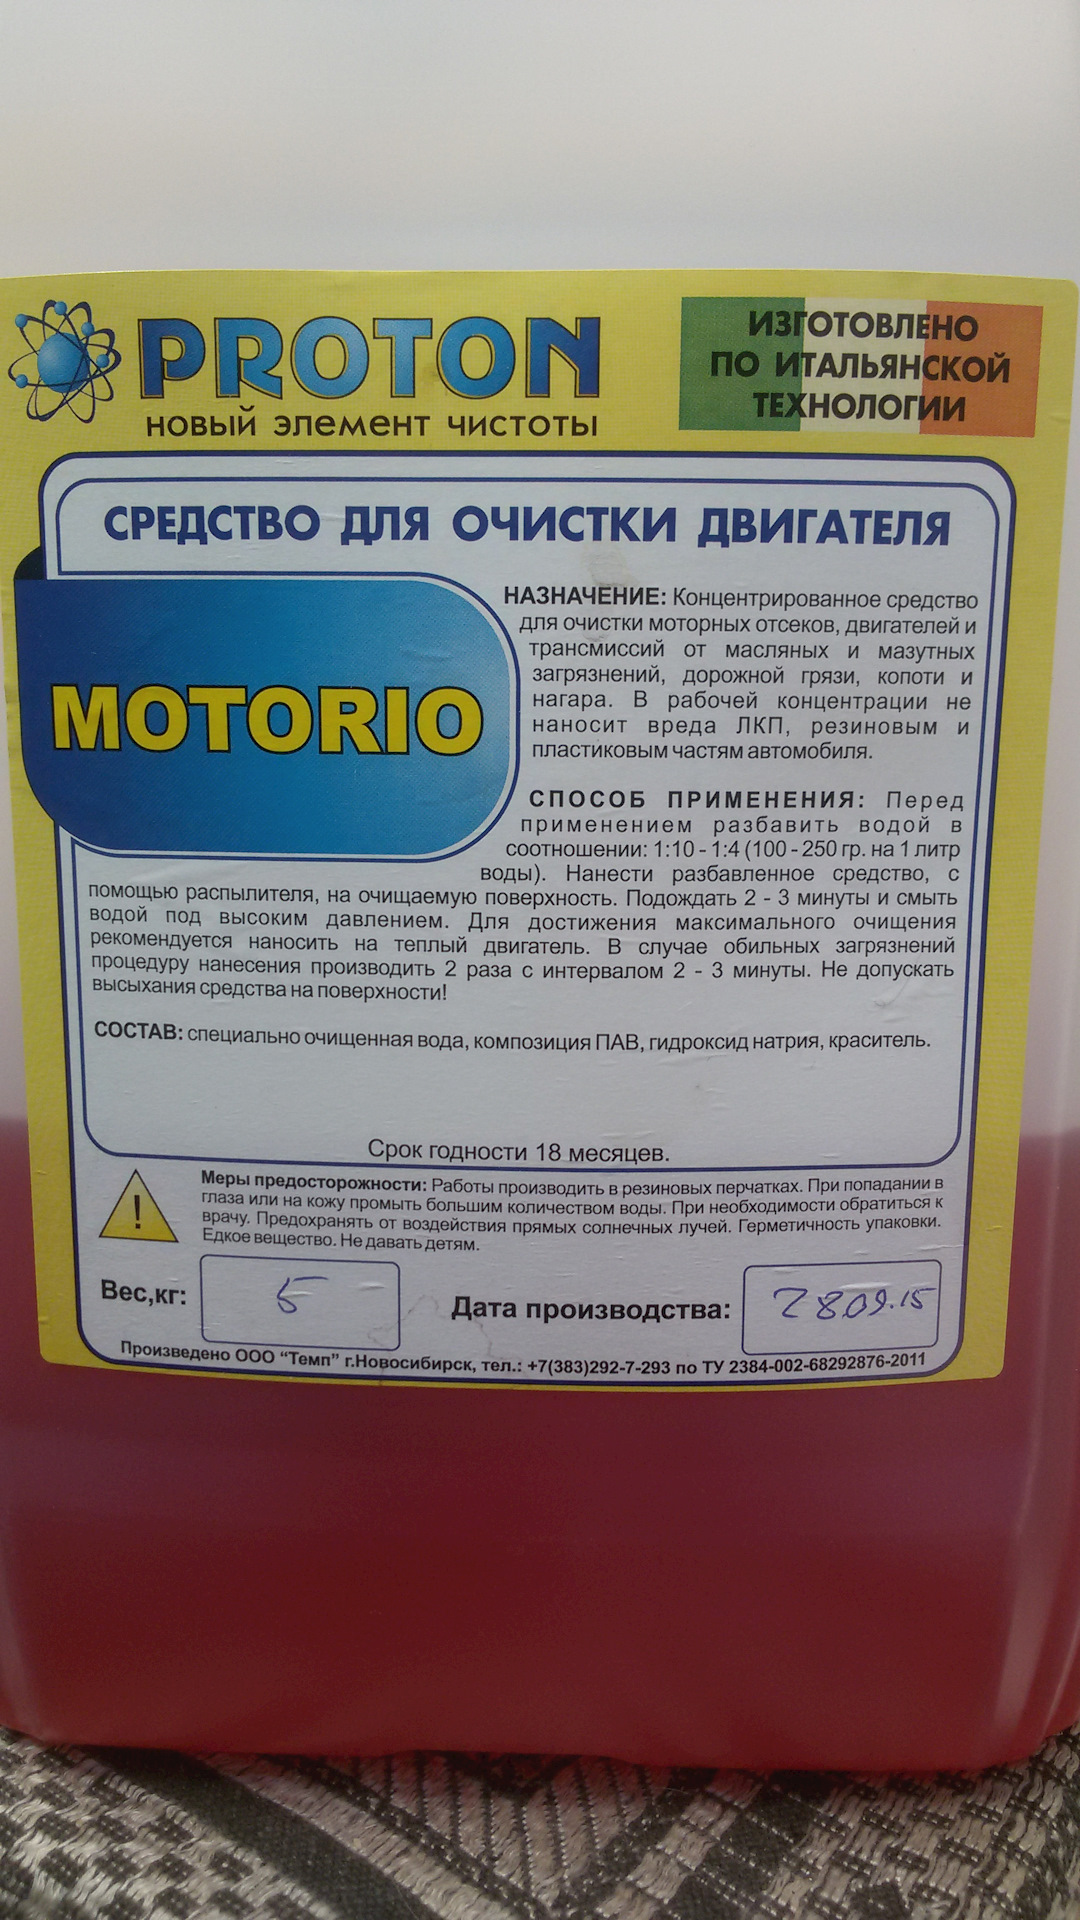 PROTON
новый элемент чистоты
ИЗГОТОВЛЕНО
ПО ИТАЛЬЯНСКОЙ
ТЕХНОЛОГИИ
СРЕДСТВО ДЛЯ ОЧИСТКИ ДВИГАТЕЛЯ
MOTORIO
НАЗНАЧЕНИЕ: Концентрированное средство
для очистки моторных отсеков, двигателей и
трансмиссий от масляных и мазутных
загрязнений, дорожной грязи, копоти и
нагара. В рабочей концентрации не
наносит вреда ЛКП, резиновым и
пластиковым частям автомобиля.
СПОСОБ ПРИМЕНЕНИЯ: Перед
применением разбавить водой в
соотношении: 1:10 - 1:4 (100 - 250 гр. на 1 литр
воды). Нанести разбавленное средство, с
помощью распылителя, на очищаемую поверхность. Подождать 2 - 3 минуты и смыть
водой под высоким давлением. Для достижения максимального очищения
рекомендуется наносить на теплый двигатель. В случае обильных загрязнений
процедуру нанесения производить 2 раза с интервалом 2 - 3 минуты. Не допускать
высыхания средства на поверхности!
СОСТАВ: специально очищенная вода, композиция ПАВ, гидроксид натрия, краситель.
Срок годности 18 месяцев.
Меры предосторожности: Работы производить в резиновых перчатках. При попадании в
глаза или на кожу промыть большим количеством воды. При необходимости обратиться к
врачу. Предохранять от воздействия прямых солнечных лучей. Герметичность упаковки.
Едкое вещество. Не давать детям.
Вес,кг: 5 Дата производства: 28.09.15
Произведено ООО "Темп" г.Новосибирск, тел.: +7(383)292-7-293 по ТУ 2384-002-68292876-2011